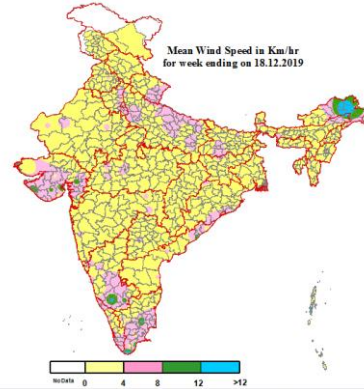 Mean Wind Speed in Km/hr
for week ending on 18.12.2019
No Data 0 4 8 12 >12